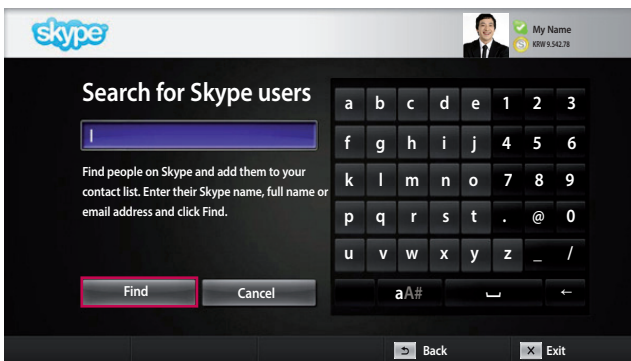 skype
My Name
KRW 9.542.78
Search for Skype users
Find people on Skype and add them to your
contact list. Enter their Skype name, full name or
email address and click Find.
Find
Cancel
a b c d e 1 2 3
f g h i j 4 5 6
k l m n o 7 8 9
p q r s t . @ 0
u v w x y z _ /
aA# ←
Back
X Exit